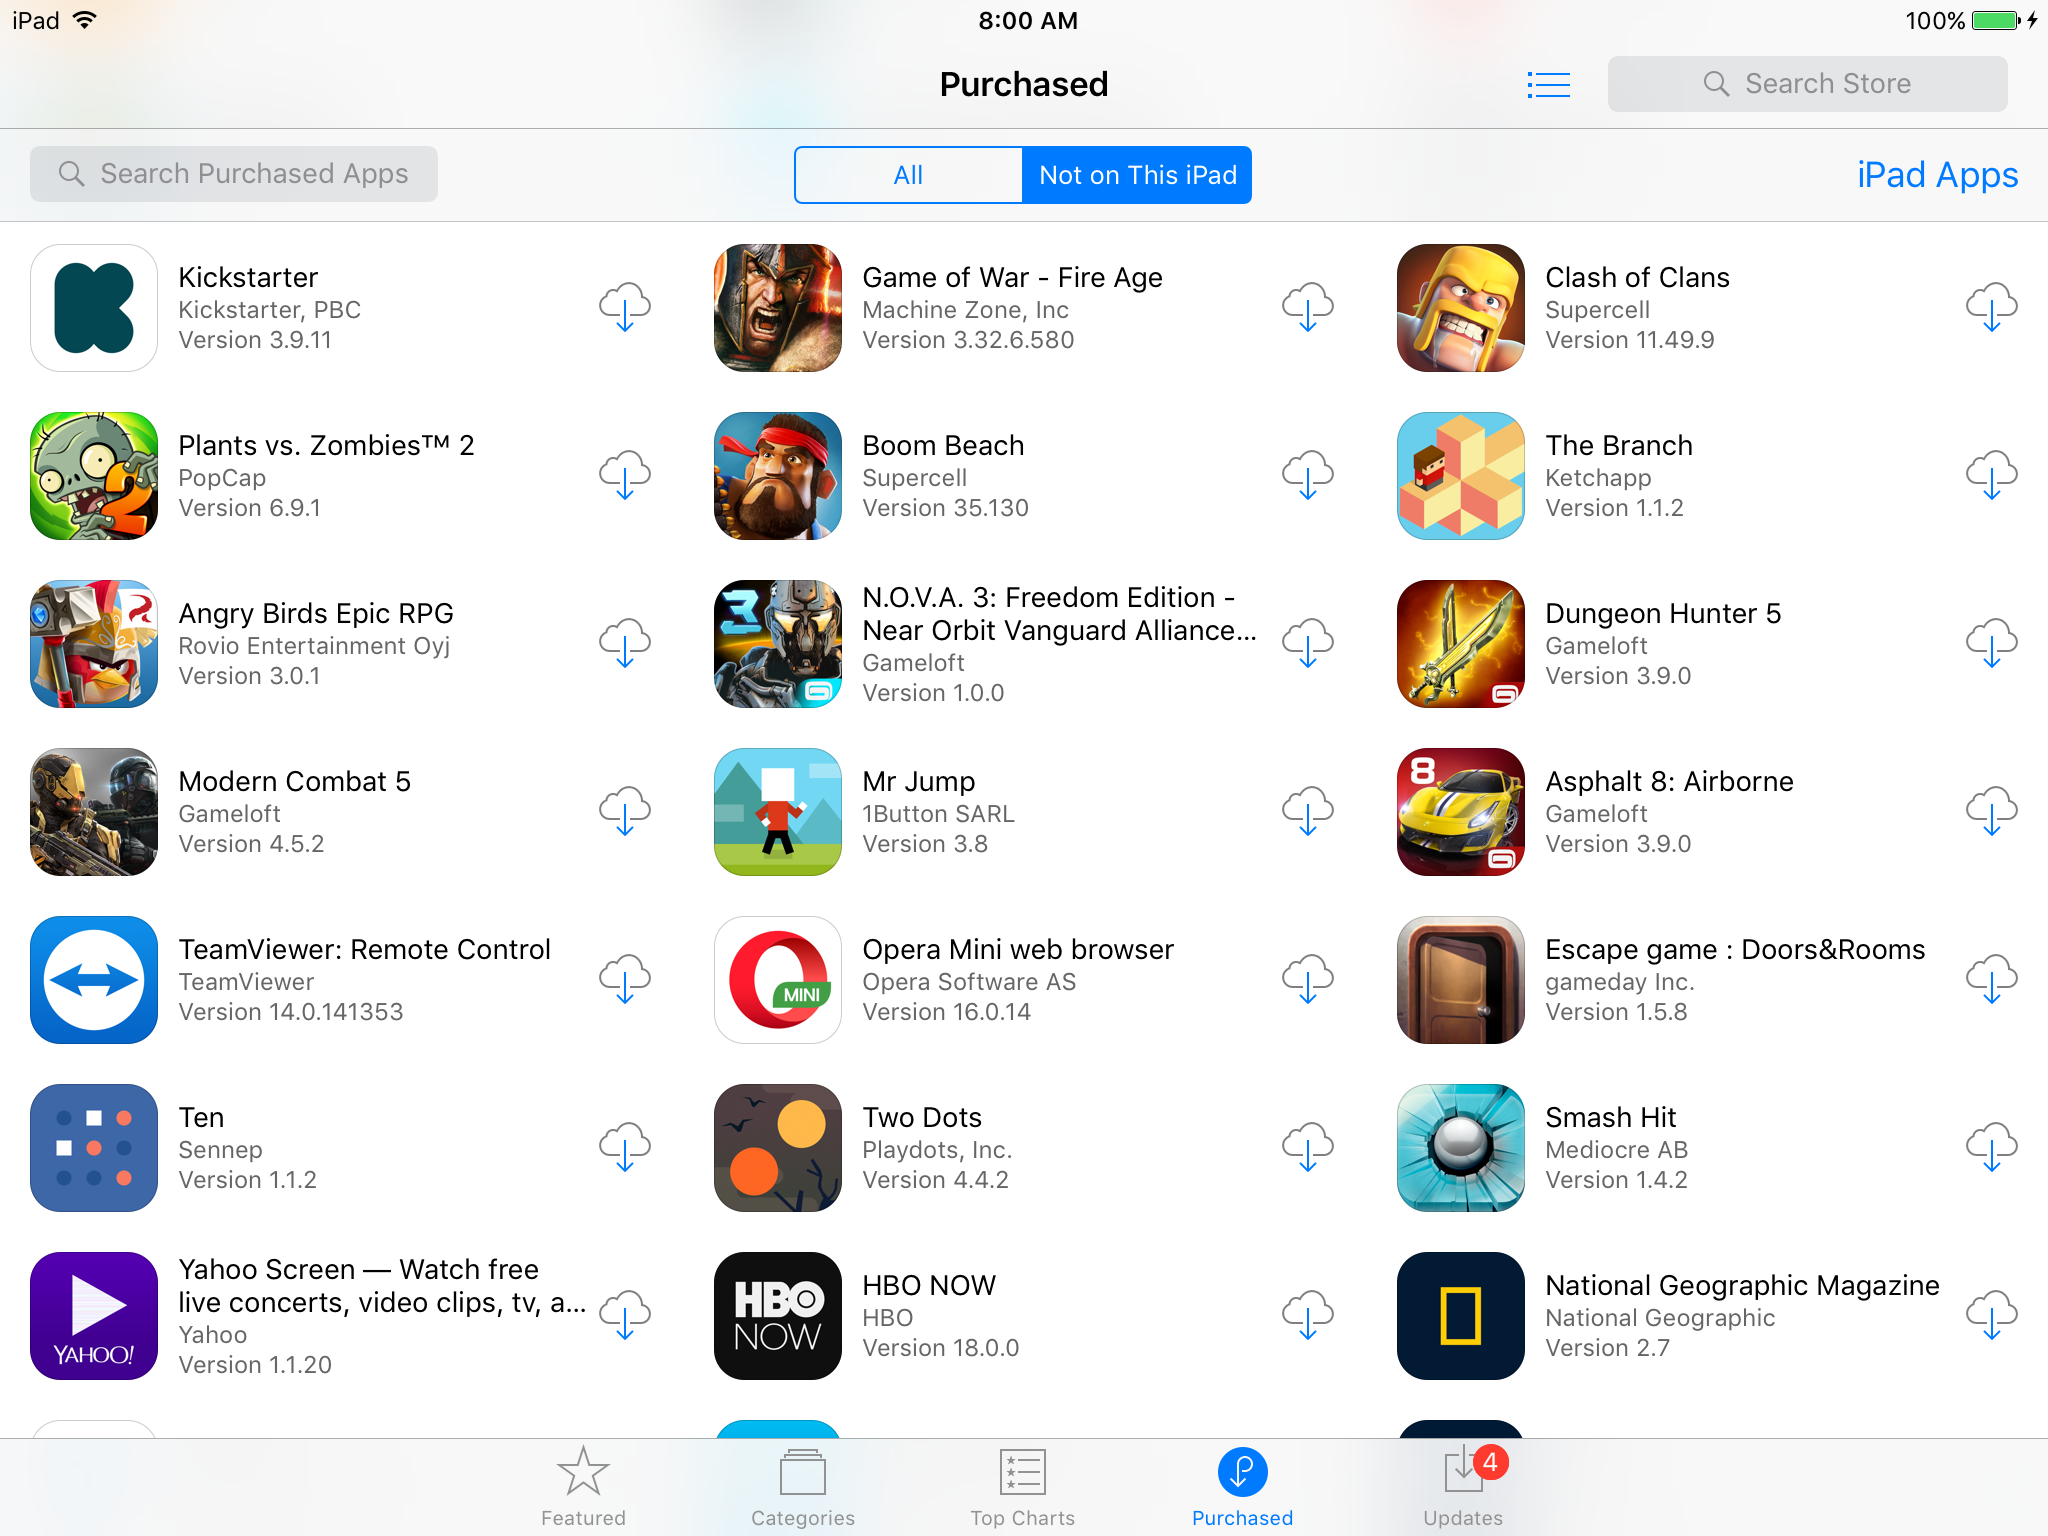 iPad
8:00 AM
100%
Purchased
Search Store
Search Purchased Apps
All
Not on This iPad
iPad Apps
Kickstarter
Kickstarter, PBC
Version 3.9.11
Game of War - Fire Age
Machine Zone, Inc
Version 3.32.6.580
Clash of Clans
Supercell
Version 11.49.9
2
Plants vs. Zombies™ 2
PopCap
Version 6.9.1
Boom Beach
Supercell
Version 35.130
The Branch
Ketchapp
Version 1.1.2
Angry Birds Epic RPG
Rovio Entertainment Oyj
Version 3.0.1
3
N.O.V.A. 3: Freedom Edition -
Near Orbit Vanguard Alliance...
Gameloft
Version 1.0.0
Dungeon Hunter 5
Gameloft
Version 3.9.0
Modern Combat 5
Gameloft
Version 4.5.2
Mr Jump
1Button SARL
Version 3.8
8
Asphalt 8: Airborne
Gameloft
Version 3.9.0
TeamViewer: Remote Control
TeamViewer
Version 14.0.141353
MINI
Opera Mini web browser
Opera Software AS
Version 16.0.14
Escape game : Doors&Rooms
gameday Inc.
Version 1.5.8
Ten
Sennep
Version 1.1.2
Two Dots
Playdots, Inc.
Version 4.4.2
Smash Hit
Mediocre AB
Version 1.4.2
YAHOO!
Yahoo Screen — Watch free
live concerts, video clips, tv, a...
Yahoo
Version 1.1.20
HBO
NOW
HBO NOW
HBO
Version 18.0.0
National Geographic Magazine
National Geographic
Version 2.7
Featured
Categories
Top Charts
Purchased
4
Updates